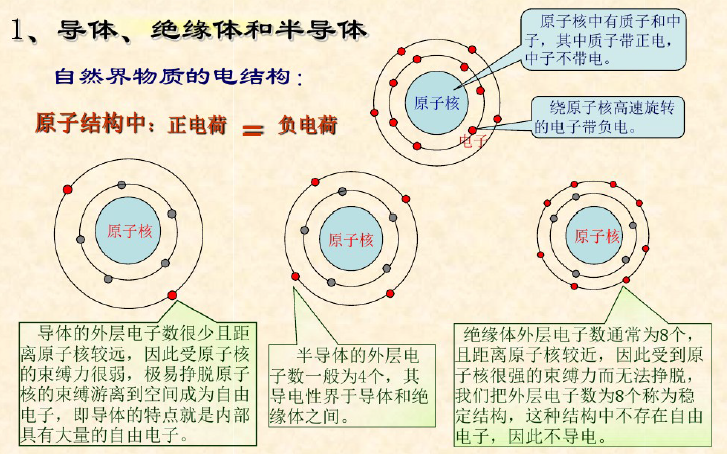 1、导体、绝缘体和半导体
自然界物质的电结构：
原子结构中：正电荷 = 负电荷
原子核中有质子和中
子，其中质子带正电，
中子不带电。
原子核
绕原子核高速旋转
的电子带负电。
电子
原子核
原子核
原子核
导体的外层电子数很少且距
离原子核较远，因此受原子核
的束缚力很弱，极易挣脱原子
核的束缚游离到空间成为自由
电子，即导体的特点就是内部
具有大量的自由电子。
半导体的外层电
子数一般为4个，其
导电性界于导体和绝
缘体之间。
绝缘体外层电子数通常为8个，
且距离原子核较近，因此受到原
子核很强的束缚力而无法挣脱，
我们把外层电子数为8个称为稳
定结构，这种结构中不存在自由
电子，因此不导电。